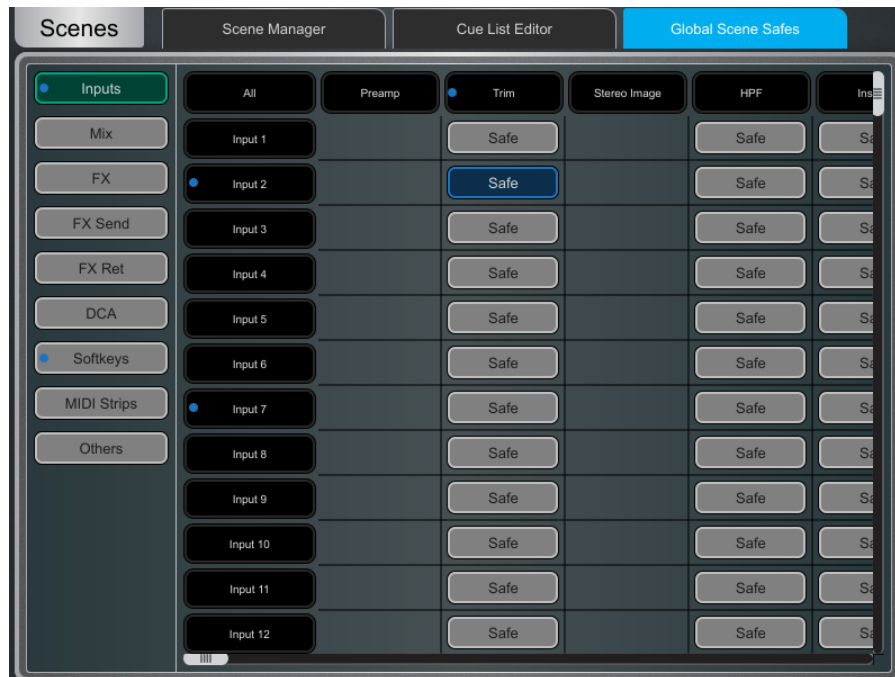 Scenes Scene Manager Cue List Editor Global Scene Safes
Inputs All Preamp Trim Stereo Image HPF
Mix Input 1 Safe Safe
FX Input 2 Safe Safe
FX Send Input 3 Safe Safe
FX Ret Input 4 Safe Safe
DCA Input 5 Safe Safe
Softkeys Input 6 Safe Safe
MIDI Strips Input 7 Safe Safe
Others Input 8 Safe Safe
Input 9 Safe Safe
Input 10 Safe Safe
Input 11 Safe Safe
Input 12 Safe Safe